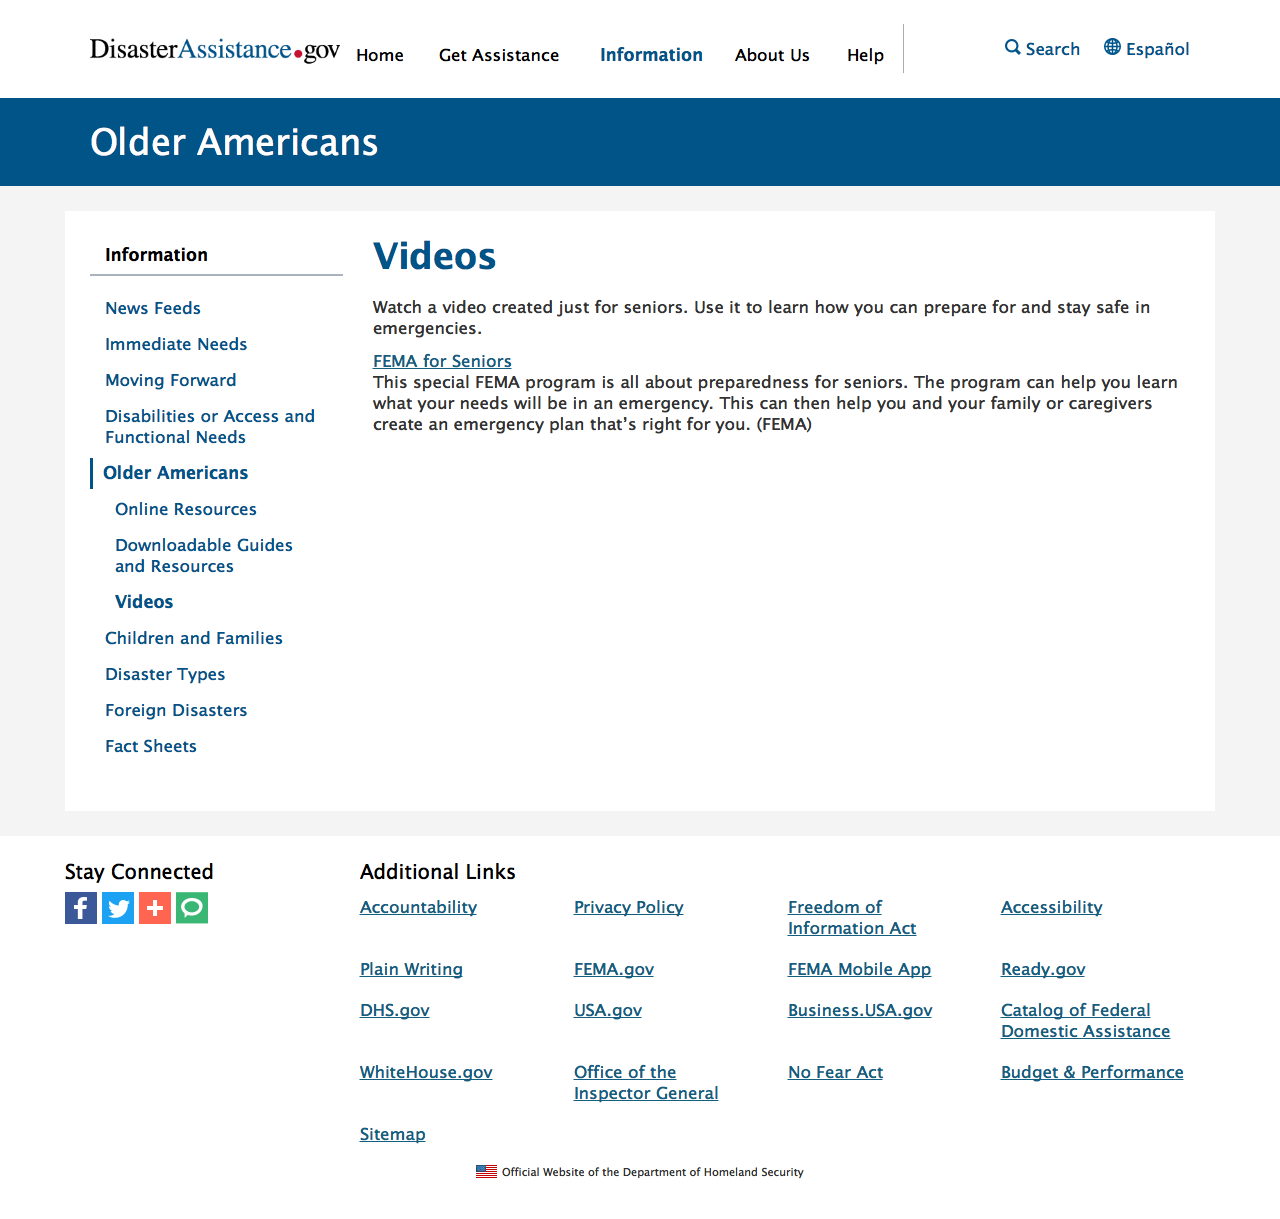 DisasterAssistance.gov
Home
Get Assistance
Information
About Us
Help
Search
Español
Older Americans
Information
News Feeds
Immediate Needs
Moving Forward
Disabilities or Access and
Functional Needs
Older Americans
Online Resources
Downloadable Guides
and Resources
Videos
Children and Families
Disaster Types
Foreign Disasters
Fact Sheets
Videos
Watch a video created just for seniors. Use it to learn how you can prepare for and stay safe in
emergencies.
FEMA for Seniors
This special FEMA program is all about preparedness for seniors. The program can help you learn
what your needs will be in an emergency. This can then help you and your family or caregivers
create an emergency plan that’s right for you. (FEMA)
Stay Connected
Additional Links
Accountability
Privacy Policy
Freedom of
Information Act
Accessibility
Plain Writing
FEMA.gov
FEMA Mobile App
Ready.gov
DHS.gov
USA.gov
Business.USA.gov
Catalog of Federal
Domestic Assistance
WhiteHouse.gov
Office of the
Inspector General
No Fear Act
Budget & Performance
Sitemap
Official Website of the Department of Homeland Security